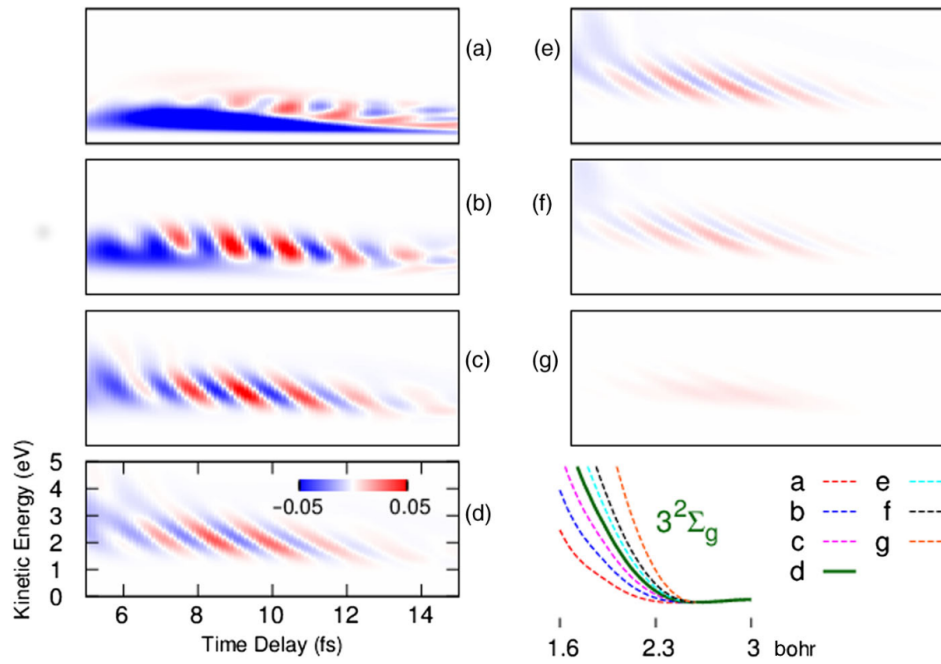 (a)
(b)
(c)
5
4
3
2
1
0
Kinetic Energy (eV)
-0.05 0.05
(d)
6 8 10 12 14
Time Delay (fs)
(e)
(f)
(g)
3²Σg
a e
b f
c g
d
1.6 2.3 3 bohr